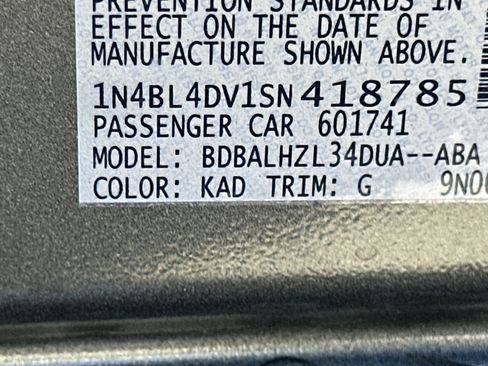 PREVENTION STANDARDS IN
EFFECT ON THE DATE OF
MANUFACTURE SHOWN ABOVE.
1N4BL4DV1SN418785
PASSENGER CAR 601741
MODEL: BDBALHZL34DUA--ABA
COLOR: KAD TRIM: G 9N00